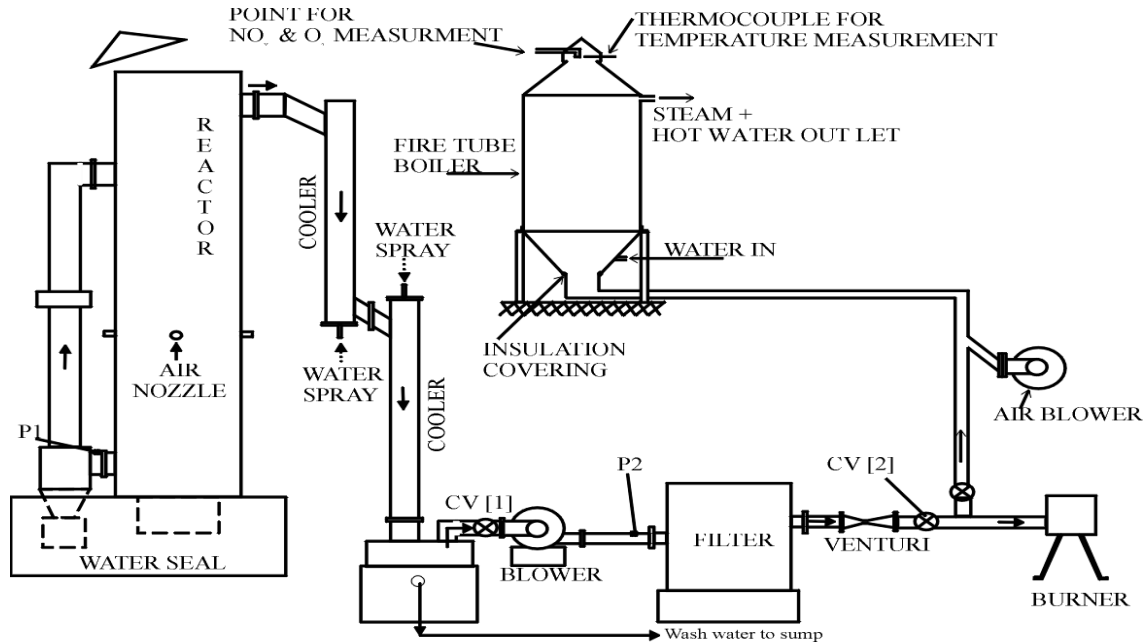 POINT FOR
NOx & O2 MEASURMENT
THERMOCOUPLE FOR
TEMPERATURE MEASUREMENT
STEAM +
HOT WATER OUT LET
REACTOR
FIRE TUBE
BOILER
COOLER
WATER
SPRAY
WATER IN
AIR
NOZZLE
WATER
SPRAY
INSULATION
COVERING
COOLER
AIR BLOWER
P1
CV [1]
P2
CV [2]
WATER SEAL
BLOWER
FILTER
VENTURI
BURNER
Wash water to sump